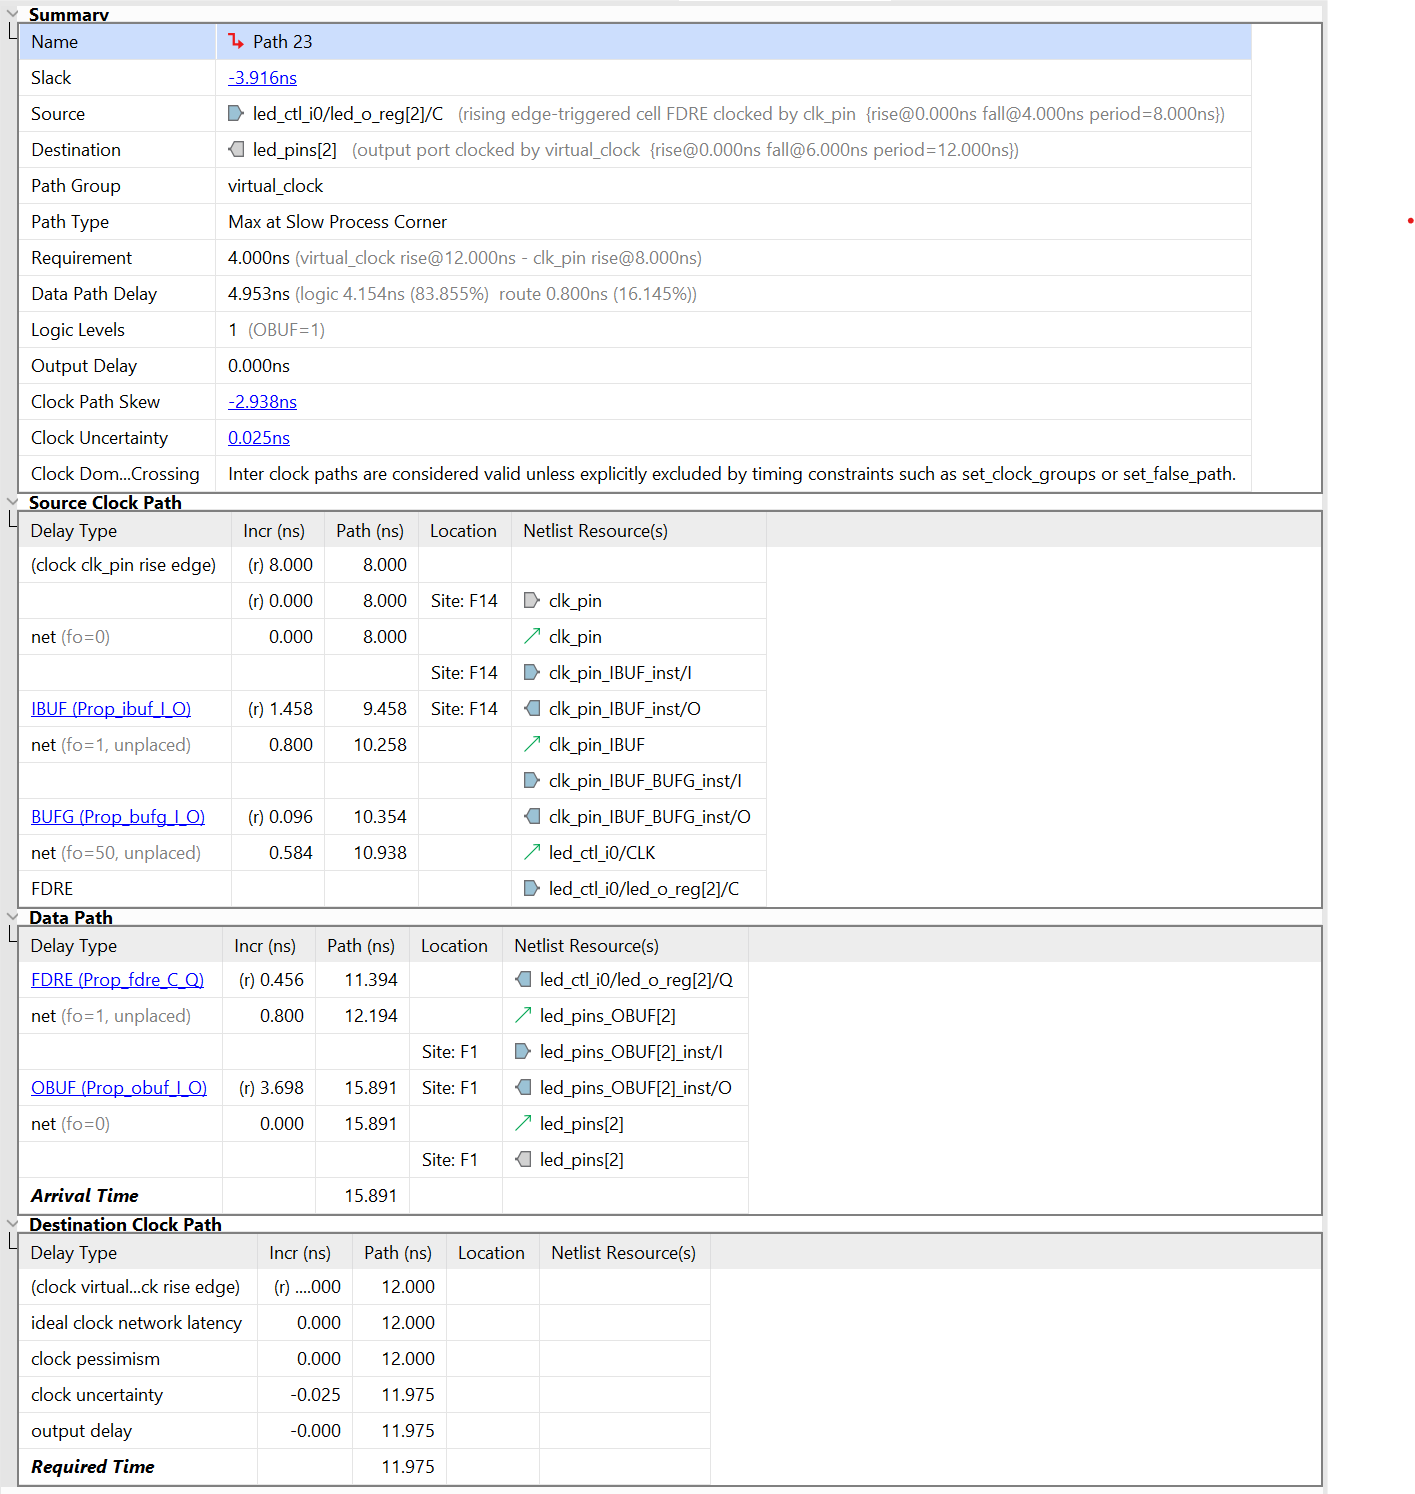 Summary
Name Path 23
Slack -3.916ns
Source led_ctl_i0/led_o_reg[2]/C (rising edge-triggered cell FDRE clocked by clk_pin {rise@0.000ns fall@4.000ns period=8.000ns})
Destination led_pins[2] (output port clocked by virtual_clock {rise@0.000ns fall@6.000ns period=12.000ns})
Path Group virtual_clock
Path Type Max at Slow Process Corner
Requirement 4.000ns (virtual_clock rise@12.000ns - clk_pin rise@8.000ns)
Data Path Delay 4.953ns (logic 4.154ns (83.855%) route 0.800ns (16.145%))
Logic Levels 1 (OBUF=1)
Output Delay 0.000ns
Clock Path Skew -2.938ns
Clock Uncertainty 0.025ns
Clock Dom...Crossing Inter clock paths are considered valid unless explicitly excluded by timing constraints such as set_clock_groups or set_false_path.
Source Clock Path
Delay Type Incr (ns) Path (ns) Location Netlist Resource(s)
(clock clk_pin rise edge) (r) 8.000 8.000
(r) 0.000 8.000 Site: F14 clk_pin
net (fo=0) 0.000 8.000 clk_pin
Site: F14 clk_pin_IBUF_inst/I
IBUF (Prop_ibuf_I_O) (r) 1.458 9.458 Site: F14 clk_pin_IBUF_inst/O
net (fo=1, unplaced) 0.800 10.258 clk_pin_IBUF
clk_pin_IBUF_BUFG_inst/I
BUFG (Prop_bufg_I_O) (r) 0.096 10.354 clk_pin_IBUF_BUFG_inst/O
net (fo=50, unplaced) 0.584 10.938 led_ctl_i0/CLK
FDRE led_ctl_i0/led_o_reg[2]/C
Data Path
Delay Type Incr (ns) Path (ns) Location Netlist Resource(s)
FDRE (Prop_fdre_C_Q) (r) 0.456 11.394 led_ctl_i0/led_o_reg[2]/Q
net (fo=1, unplaced) 0.800 12.194 led_pins_OBUF[2]
Site: F1 led_pins_OBUF[2]_inst/I
OBUF (Prop_obuf_I_O) (r) 3.698 15.891 Site: F1 led_pins_OBUF[2]_inst/O
net (fo=0) 0.000 15.891 led_pins[2]
Site: F1 led_pins[2]
Arrival Time 15.891
Destination Clock Path
Delay Type Incr (ns) Path (ns) Location Netlist Resource(s)
(clock virtual...ck rise edge) (r) ....000 12.000
ideal clock network latency 0.000 12.000
clock pessimism 0.000 12.000
clock uncertainty -0.025 11.975
output delay -0.000 11.975
Required Time 11.975